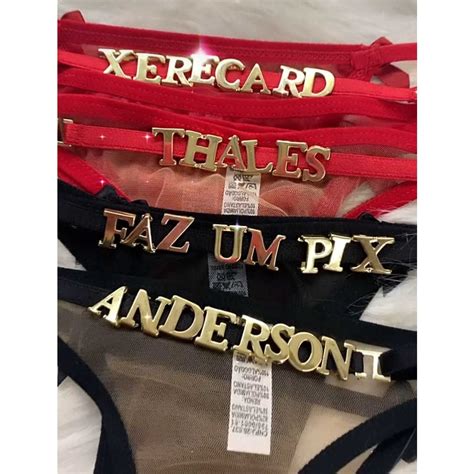 XERECARD
THALES
FAZ UM PIX
ANDERSON I